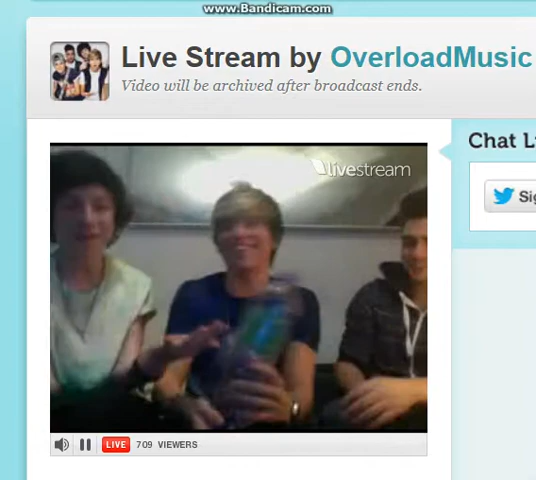 www.Bandicam.com
Live Stream by OverloadMusic
Video will be archived after broadcast ends.
Chat L
livestream
Sig
LIVE 709 VIEWERS